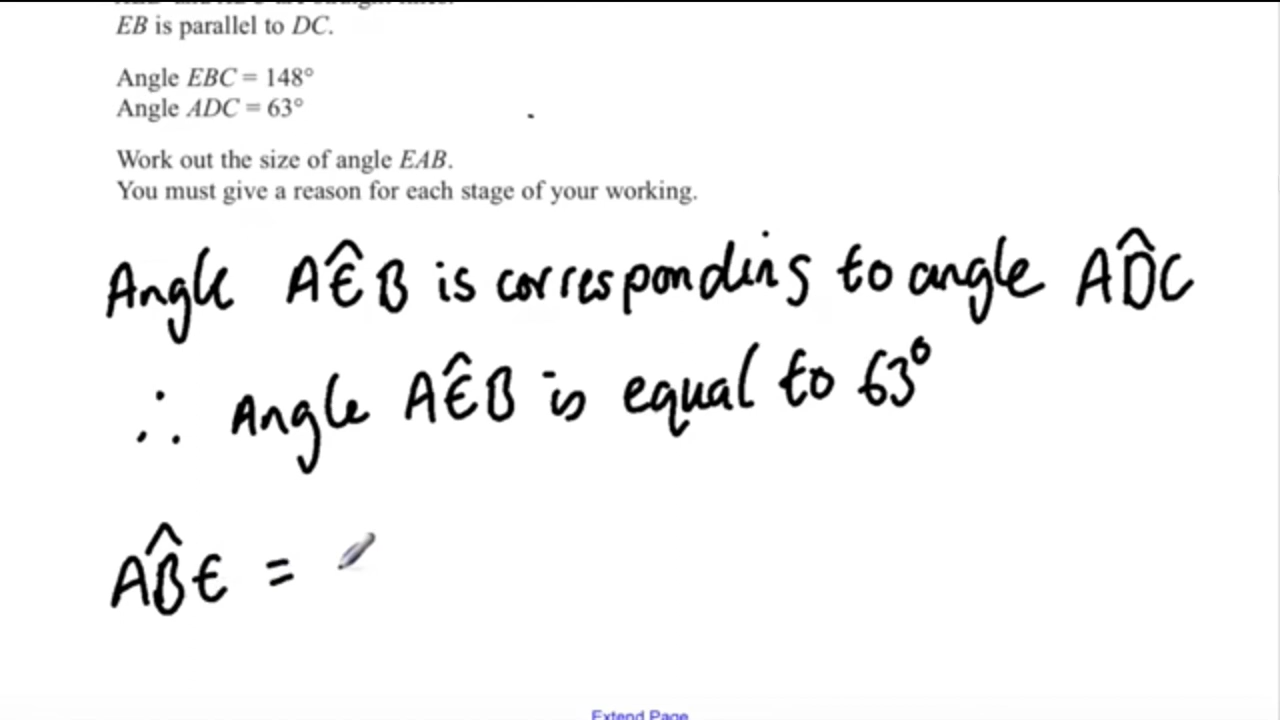 EB is parallel to DC.
Angle EBC = 148°
Angle ADC = 63°
Work out the size of angle EAB.
You must give a reason for each stage of your working.
Angle AÊB is corresponding to angle AD̂C
∴ Angle AÊB is equal to 63°
AB̂E =
Extend Page